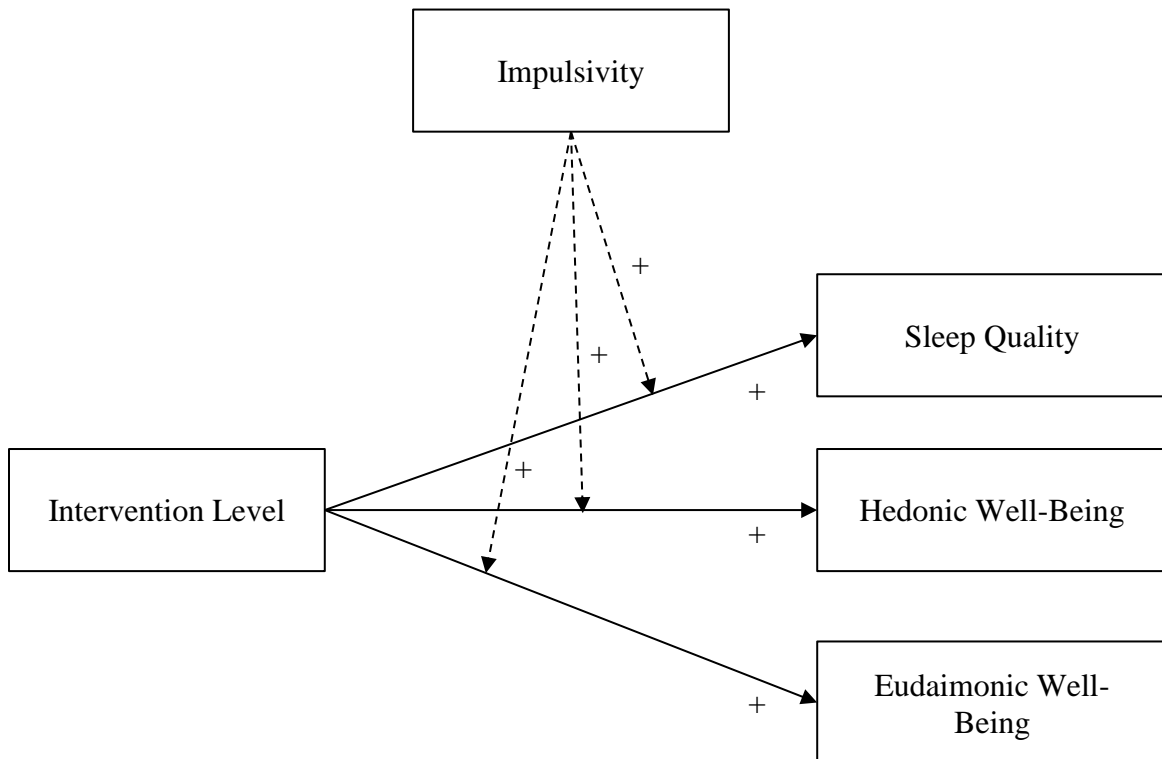 Impulsivity
+
Sleep Quality
+
+
+
Intervention Level
Hedonic Well-Being
+
Eudaimonic Well-
Being
+